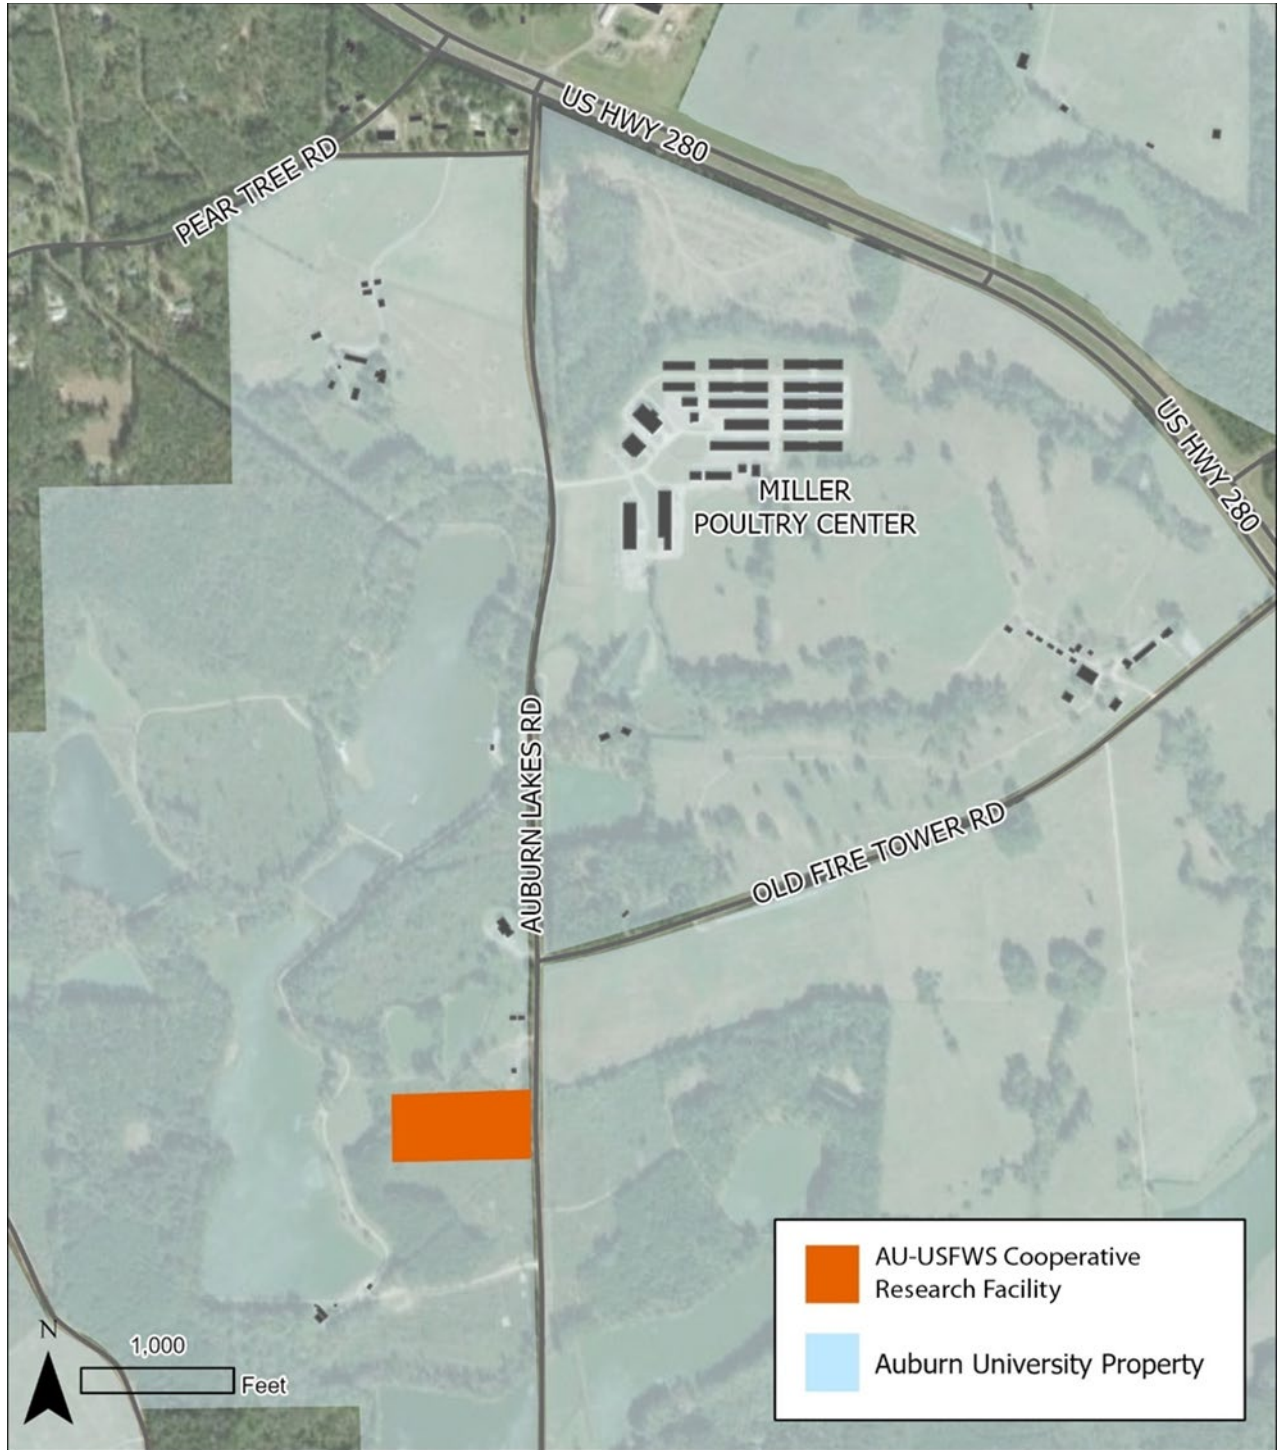 US HWY 280
PEAR TREE RD
US HWY 280
MILLER
POULTRY CENTER
AUBURN LAKES RD
OLD FIRE TOWER RD
AU-USFWS Cooperative
Research Facility
Auburn University Property
N
1,000
Feet